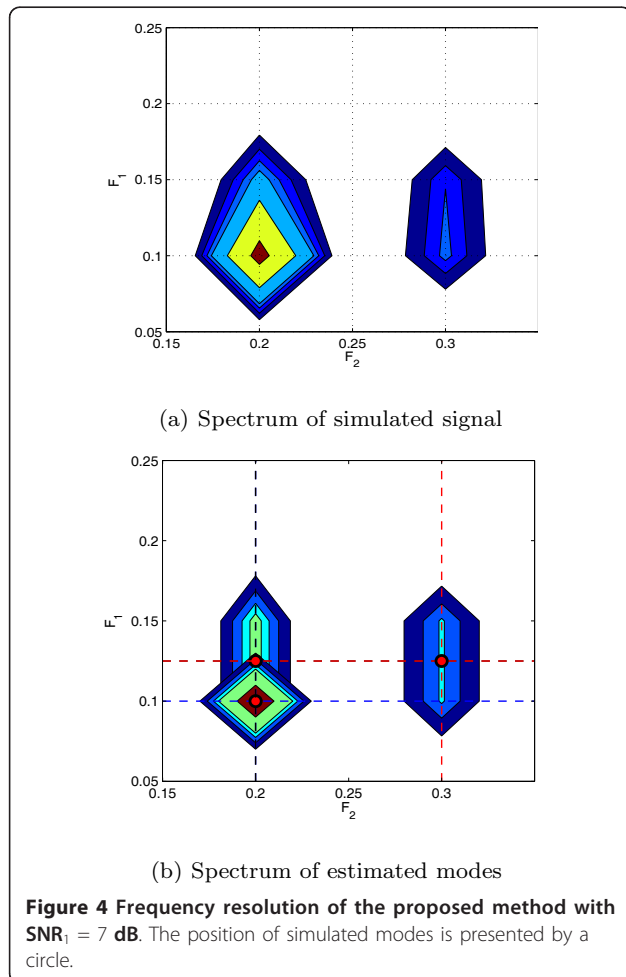 0.25
0.2
0.15
0.1
0.05
F₁
0.15 0.2 0.25 0.3
F₂
(a) Spectrum of simulated signal
0.25
0.2
0.15
0.1
0.05
F₁
0.15 0.2 0.25 0.3
F₂
(b) Spectrum of estimated modes
Figure 4 Frequency resolution of the proposed method with
SNR₁ = 7 dB. The position of simulated modes is presented by a
circle.